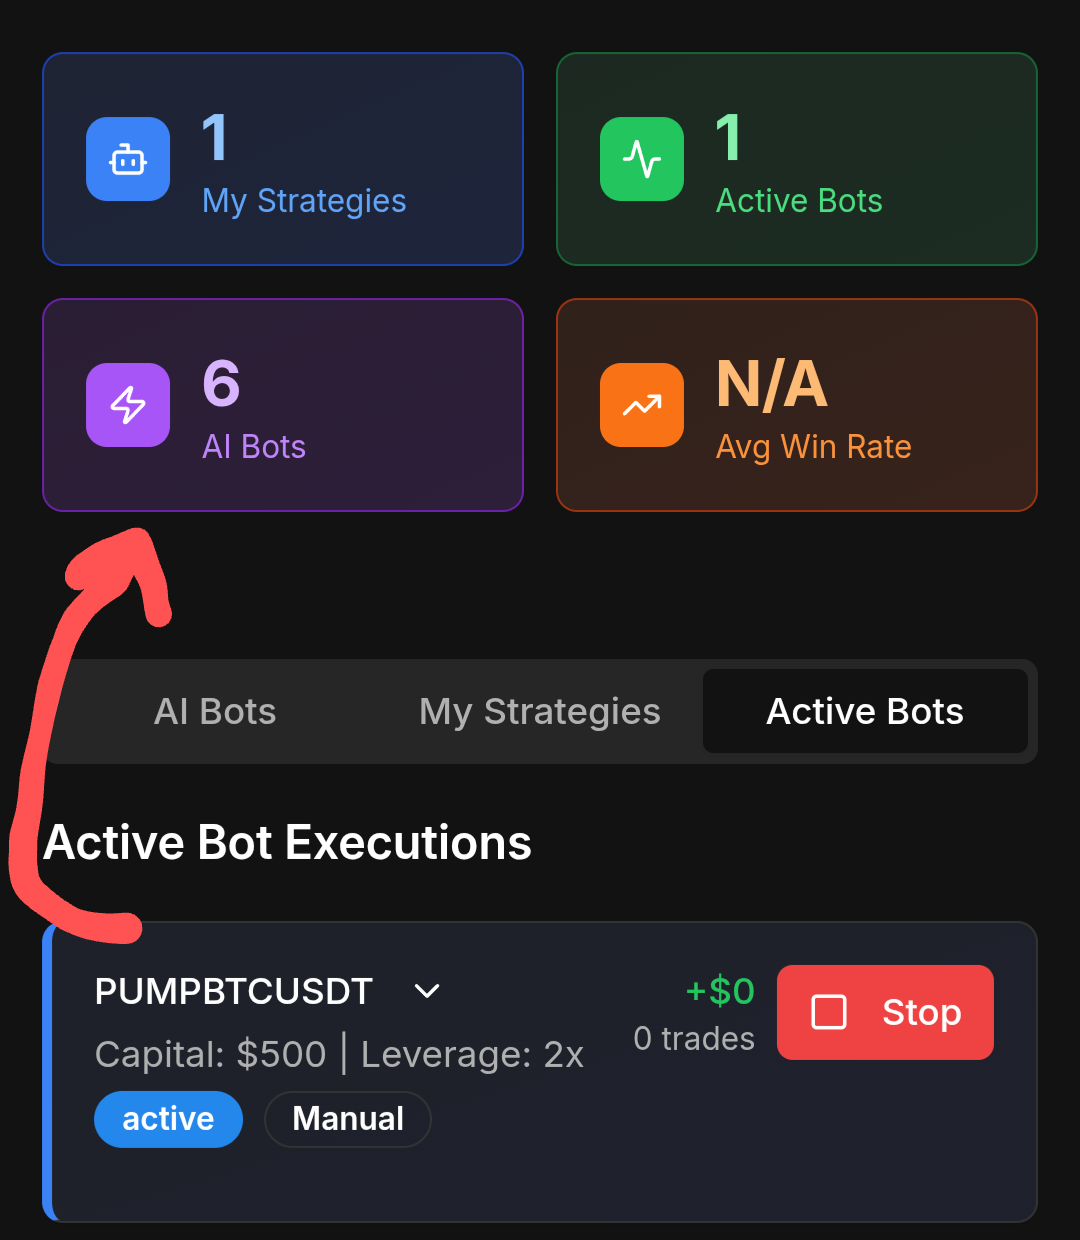 1
My Strategies
1
Active Bots
6
AI Bots
N/A
Avg Win Rate
AI Bots My Strategies Active Bots
Active Bot Executions
PUMPBTCUSDT +$0 Stop
Capital: $500 | Leverage: 2x 0 trades
active Manual